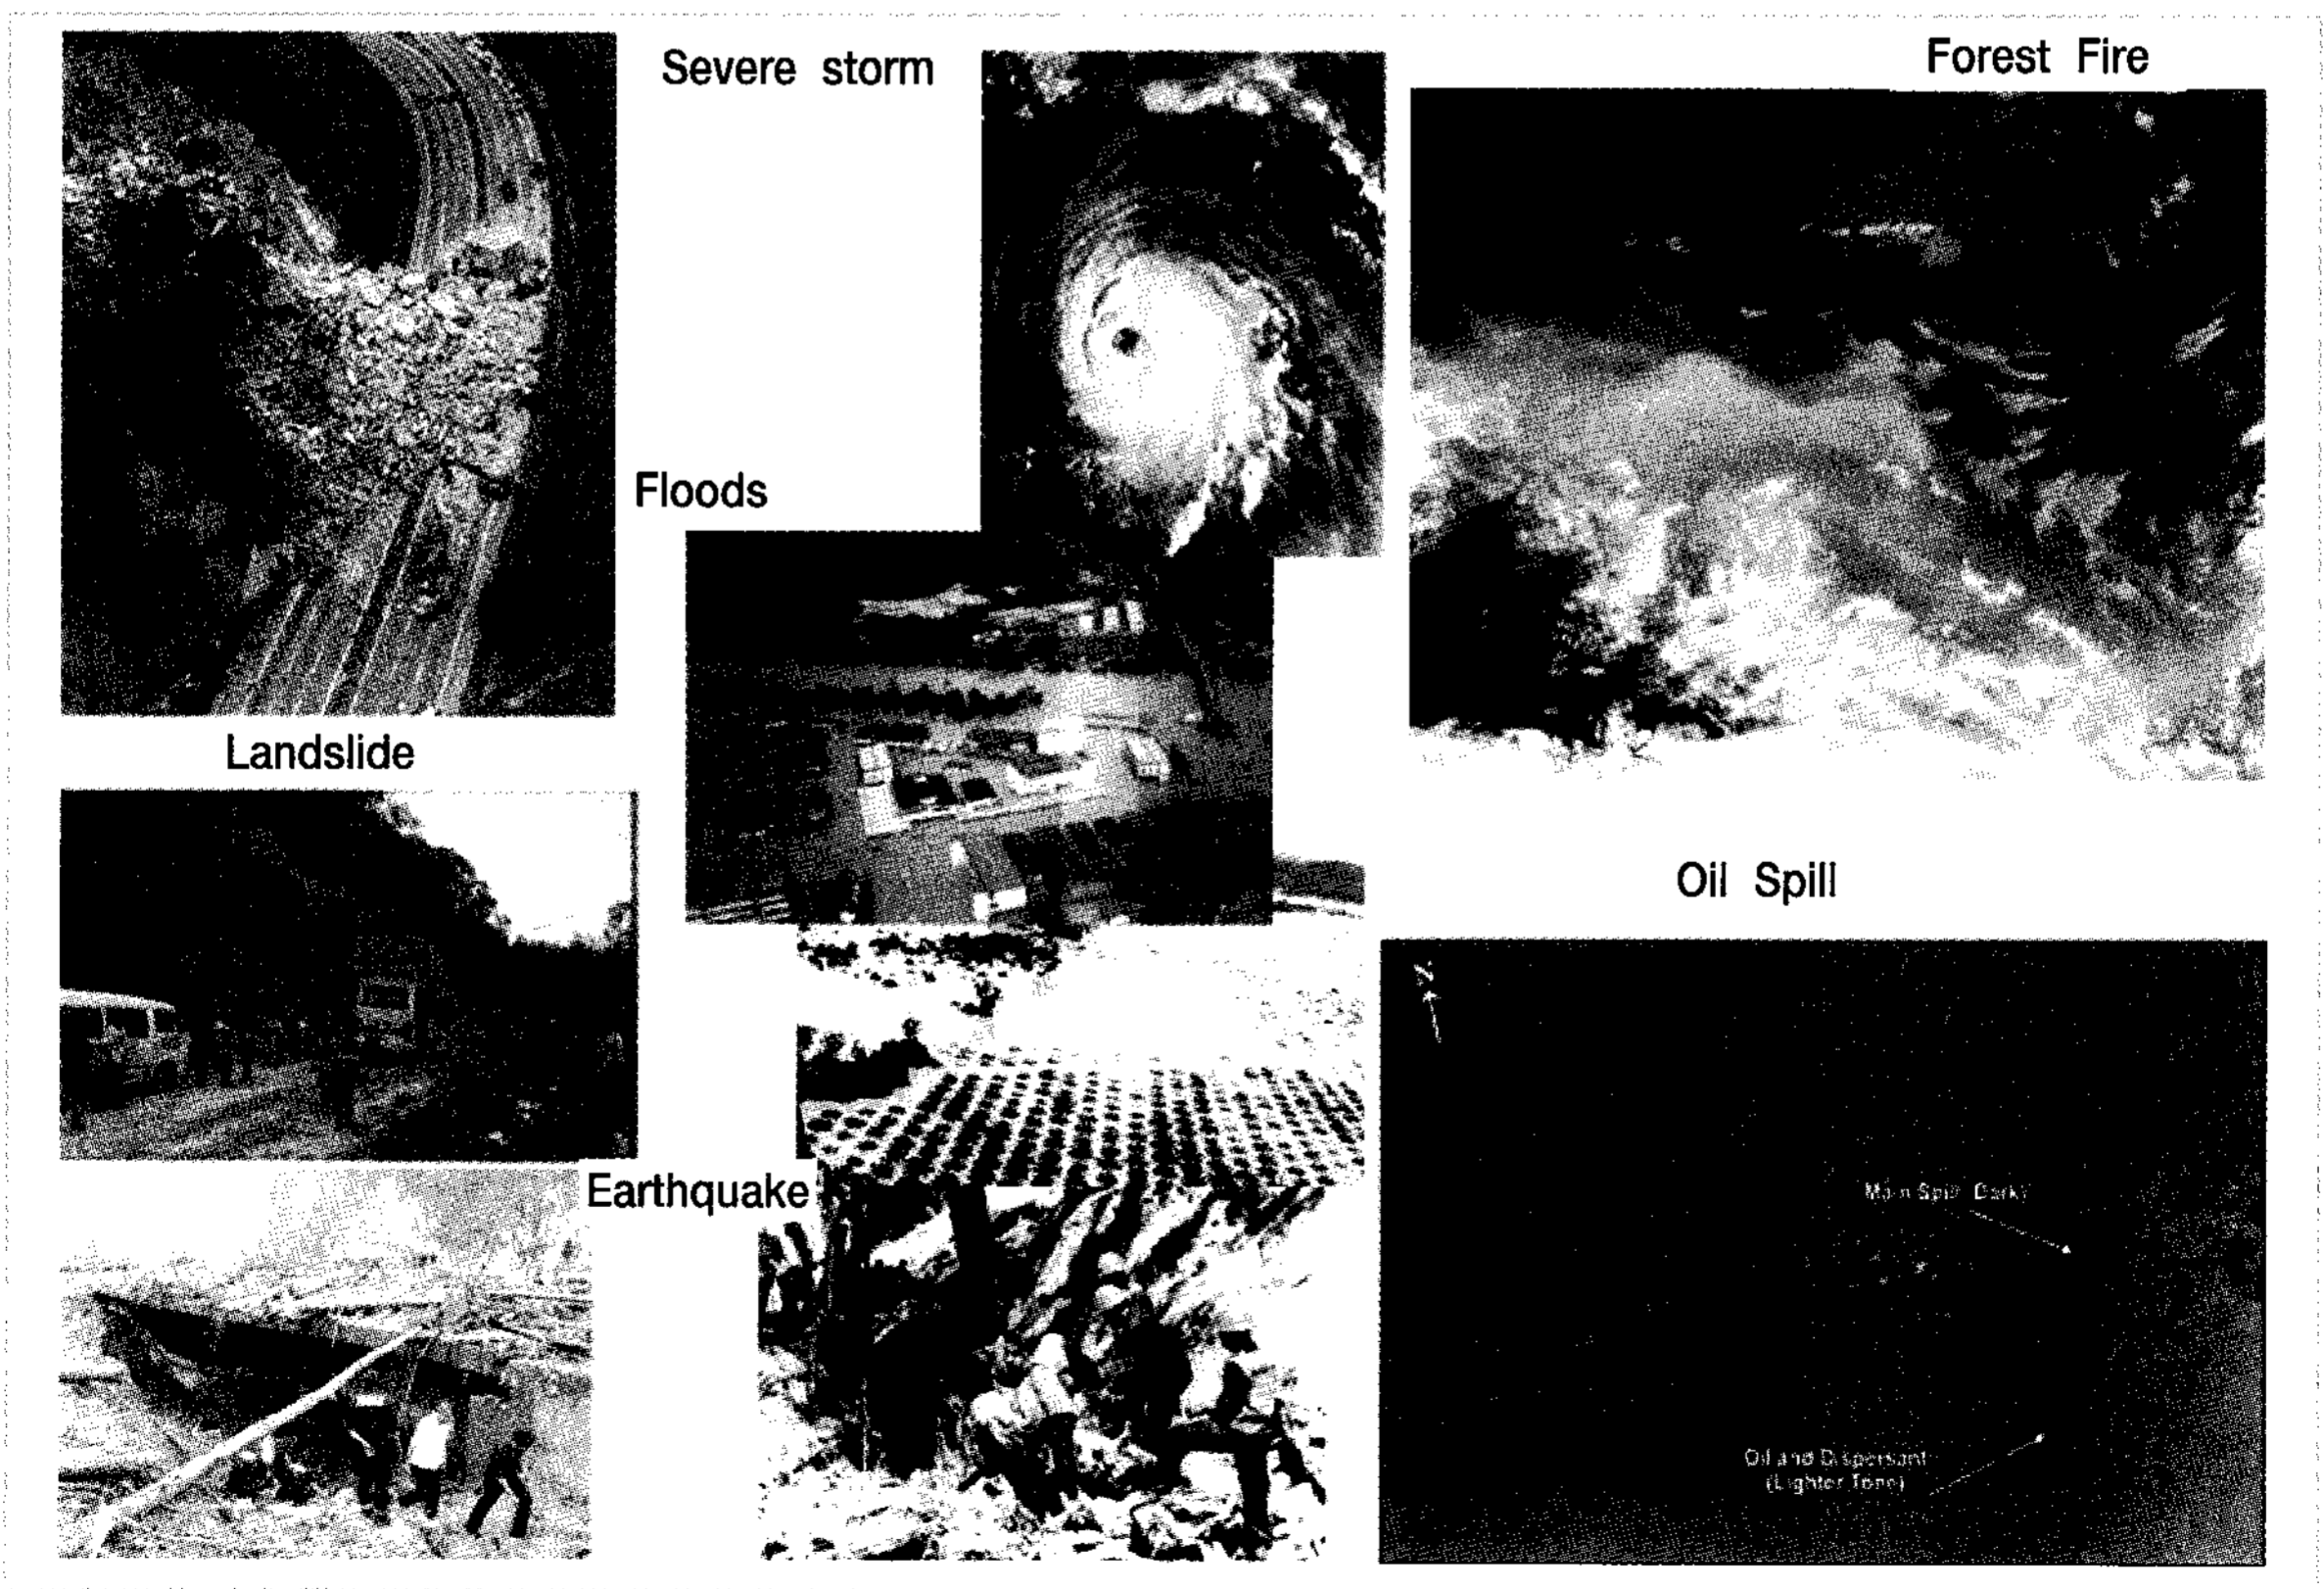 Severe storm
Forest Fire
Floods
Landslide
Oil Spill
Earthquake
N
Main Spill Dark
Oil and Dispersant
(Lighter Tone)